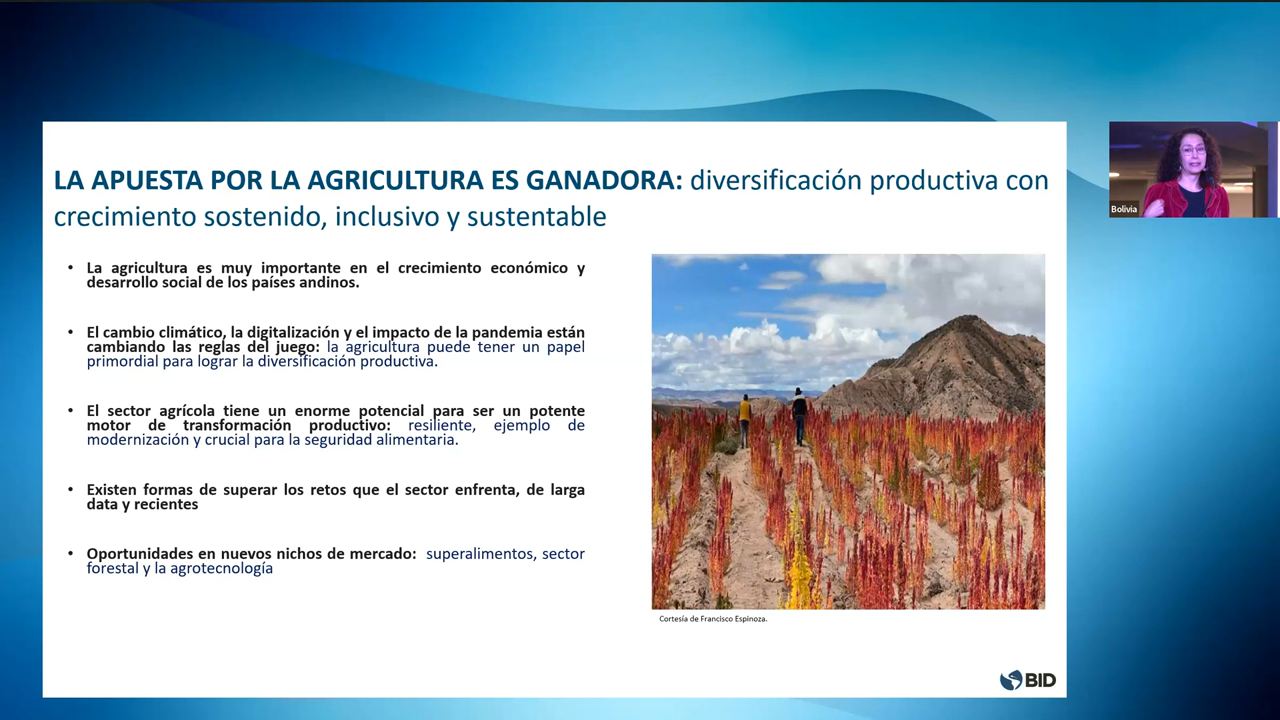 LA APUESTA POR LA AGRICULTURA ES GANADORA: diversificación productiva con
crecimiento sostenido, inclusivo y sustentable
• La agricultura es muy importante en el crecimiento económico y
desarrollo social de los países andinos.
• El cambio climático, la digitalización y el impacto de la pandemia están
cambiando las reglas del juego: la agricultura puede tener un papel
primordial para lograr la diversificación productiva.
• El sector agrícola tiene un enorme potencial para ser un potente
motor de transformación productivo: resiliente, ejemplo de
modernización y crucial para la seguridad alimentaria.
• Existen formas de superar los retos que el sector enfrenta, de larga
data y recientes
• Oportunidades en nuevos nichos de mercado: superalimentos, sector
forestal y la agrotecnología
Cortesía de Francisco Espinoza.
BID
Bolivia